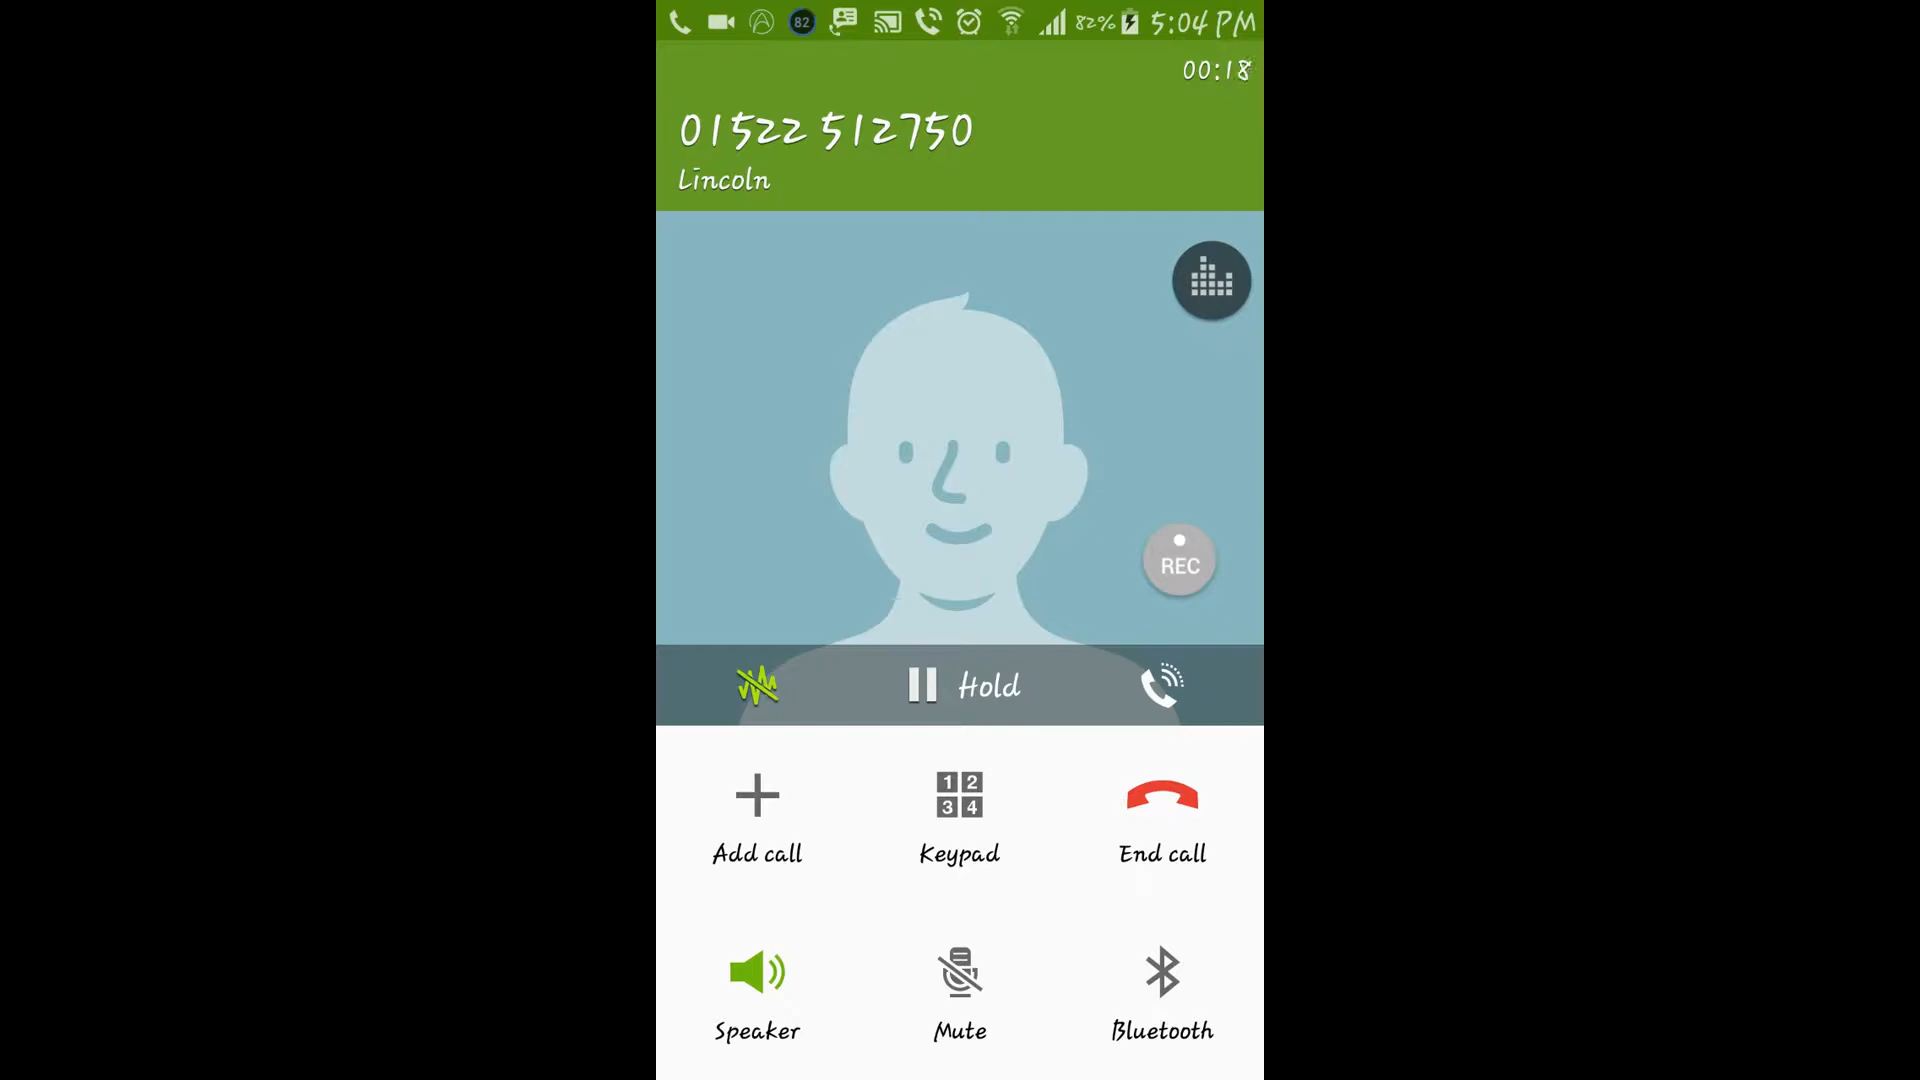 82 82% 5:04 PM
00:18
01522 512750
Lincoln
REC
Hold
1 2
3 4
Add call Keypad End call
Speaker Mute Bluetooth